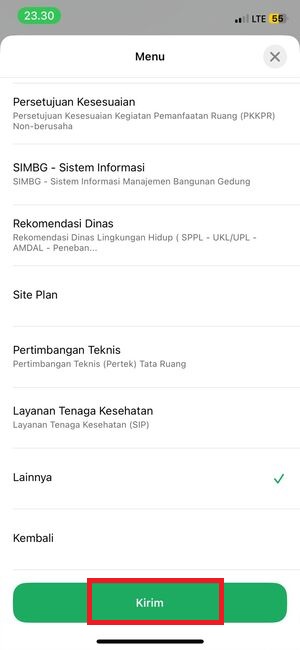 23.30
LTE 55
Menu
Persetujuan Kesesuaian
Persetujuan Kesesuaian Kegiatan Pemanfaatan Ruang (PKKPR)
Non-berusaha
SIMBG - Sistem Informasi
SIMBG - Sistem Informasi Manajemen Bangunan Gedung
Rekomendasi Dinas
Rekomendasi Dinas Lingkungan Hidup ( SPPL - UKL/UPL -
AMDAL - Peneban...
Site Plan
Pertimbangan Teknis
Pertimbangan Teknis (Pertek) Tata Ruang
Layanan Tenaga Kesehatan
Layanan Tenaga Kesehatan (SIP)
Lainnya
Kembali
Kirim